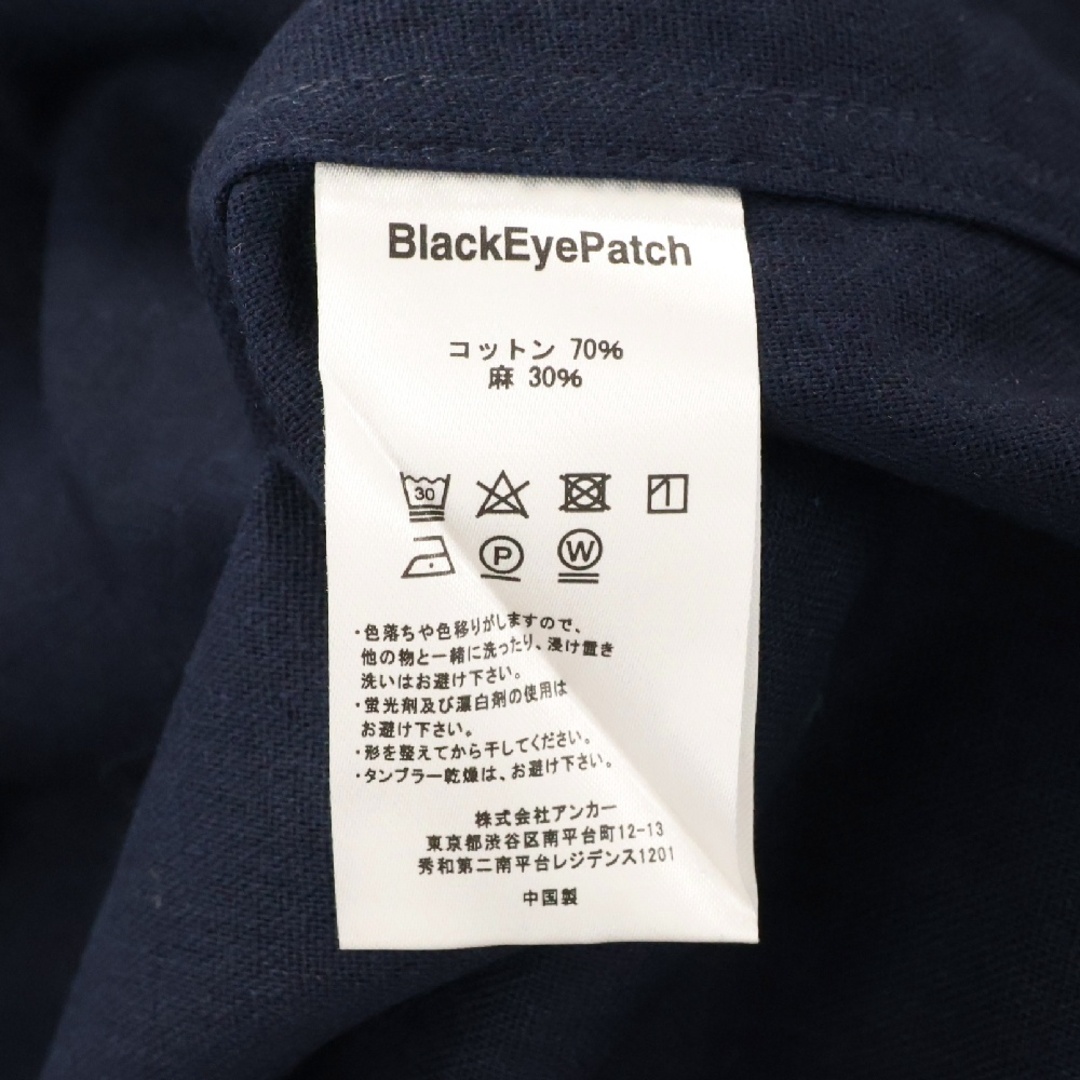 BlackEyePatch
コットン 70%
麻 30%
30
P W
・色落ちや色移りがしますので、
他の物と一緒に洗ったり、浸け置き
洗いはお避け下さい。
・蛍光剤及び漂白剤の使用は
お避け下さい。
・形を整えてから干してください。
・タンブラー乾燥は、お避け下さい。
株式会社アンカー
東京都渋谷区南平台町12-13
秀和第二南平台レジデンス1201
中国製